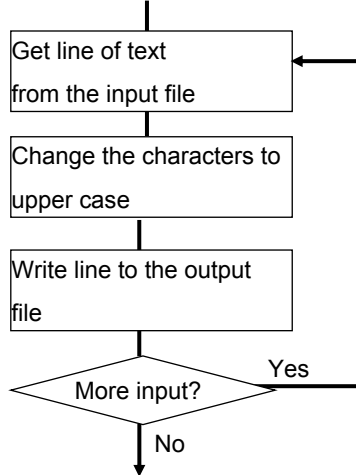 Get line of text
from the input file
Change the characters to
upper case
Write line to the output
file
More input?
Yes
No